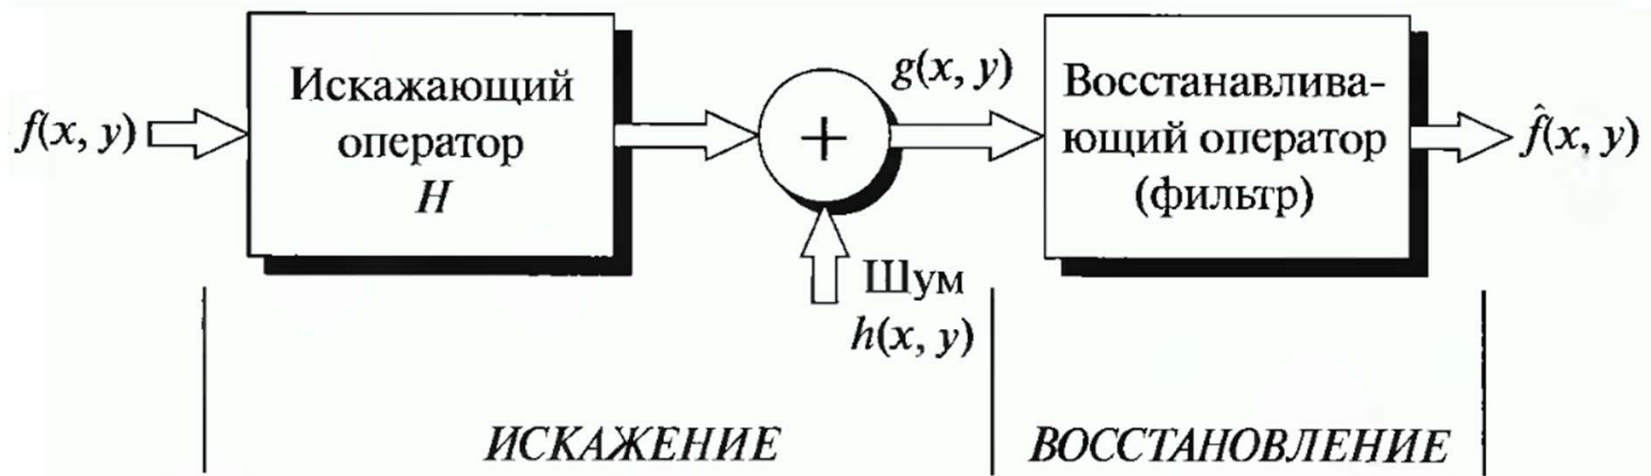 f(x, y)
Искажающий
оператор
H
+
g(x, y)
Шум
h(x, y)
Восстанавлива-
ющий оператор
(фильтр)
f̂(x, y)
ИСКАЖЕНИЕ
ВОССТАНОВЛЕНИЕ